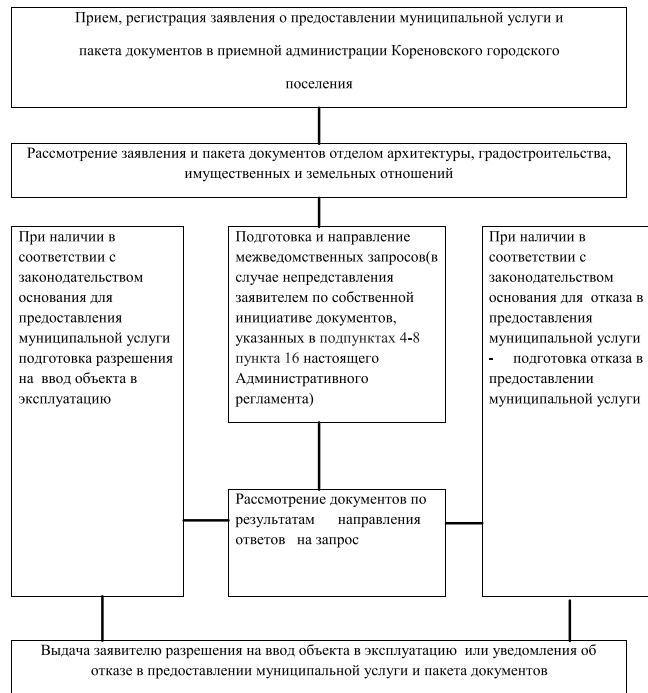 Прием, регистрация заявления о предоставлении муниципальной услуги и
пакета документов в приемной администрации Кореновского городского
поселения
Рассмотрение заявления и пакета документов отделом архитектуры, градостроительства,
имущественных и земельных отношений
При наличии в
соответствии с
законодательством
основания для
предоставления
муниципальной услуги
подготовка разрешения
на ввод объекта в
эксплуатацию
Подготовка и направление
межведомственных запросов(в
случае непредставления
заявителем по собственной
инициативе документов,
указанных в подпунктах 4-8
пункта 16 настоящего
Административного
регламента)
При наличии в
соответствии с
законодательством
основания для отказа в
предоставления
муниципальной услуги
- подготовка отказа в
предоставлении
муниципальной услуги
Рассмотрение документов по
результатам направления
ответов на запрос
Выдача заявителю разрешения на ввод объекта в эксплуатацию или уведомления об
отказе в предоставлении муниципальной услуги и пакета документов